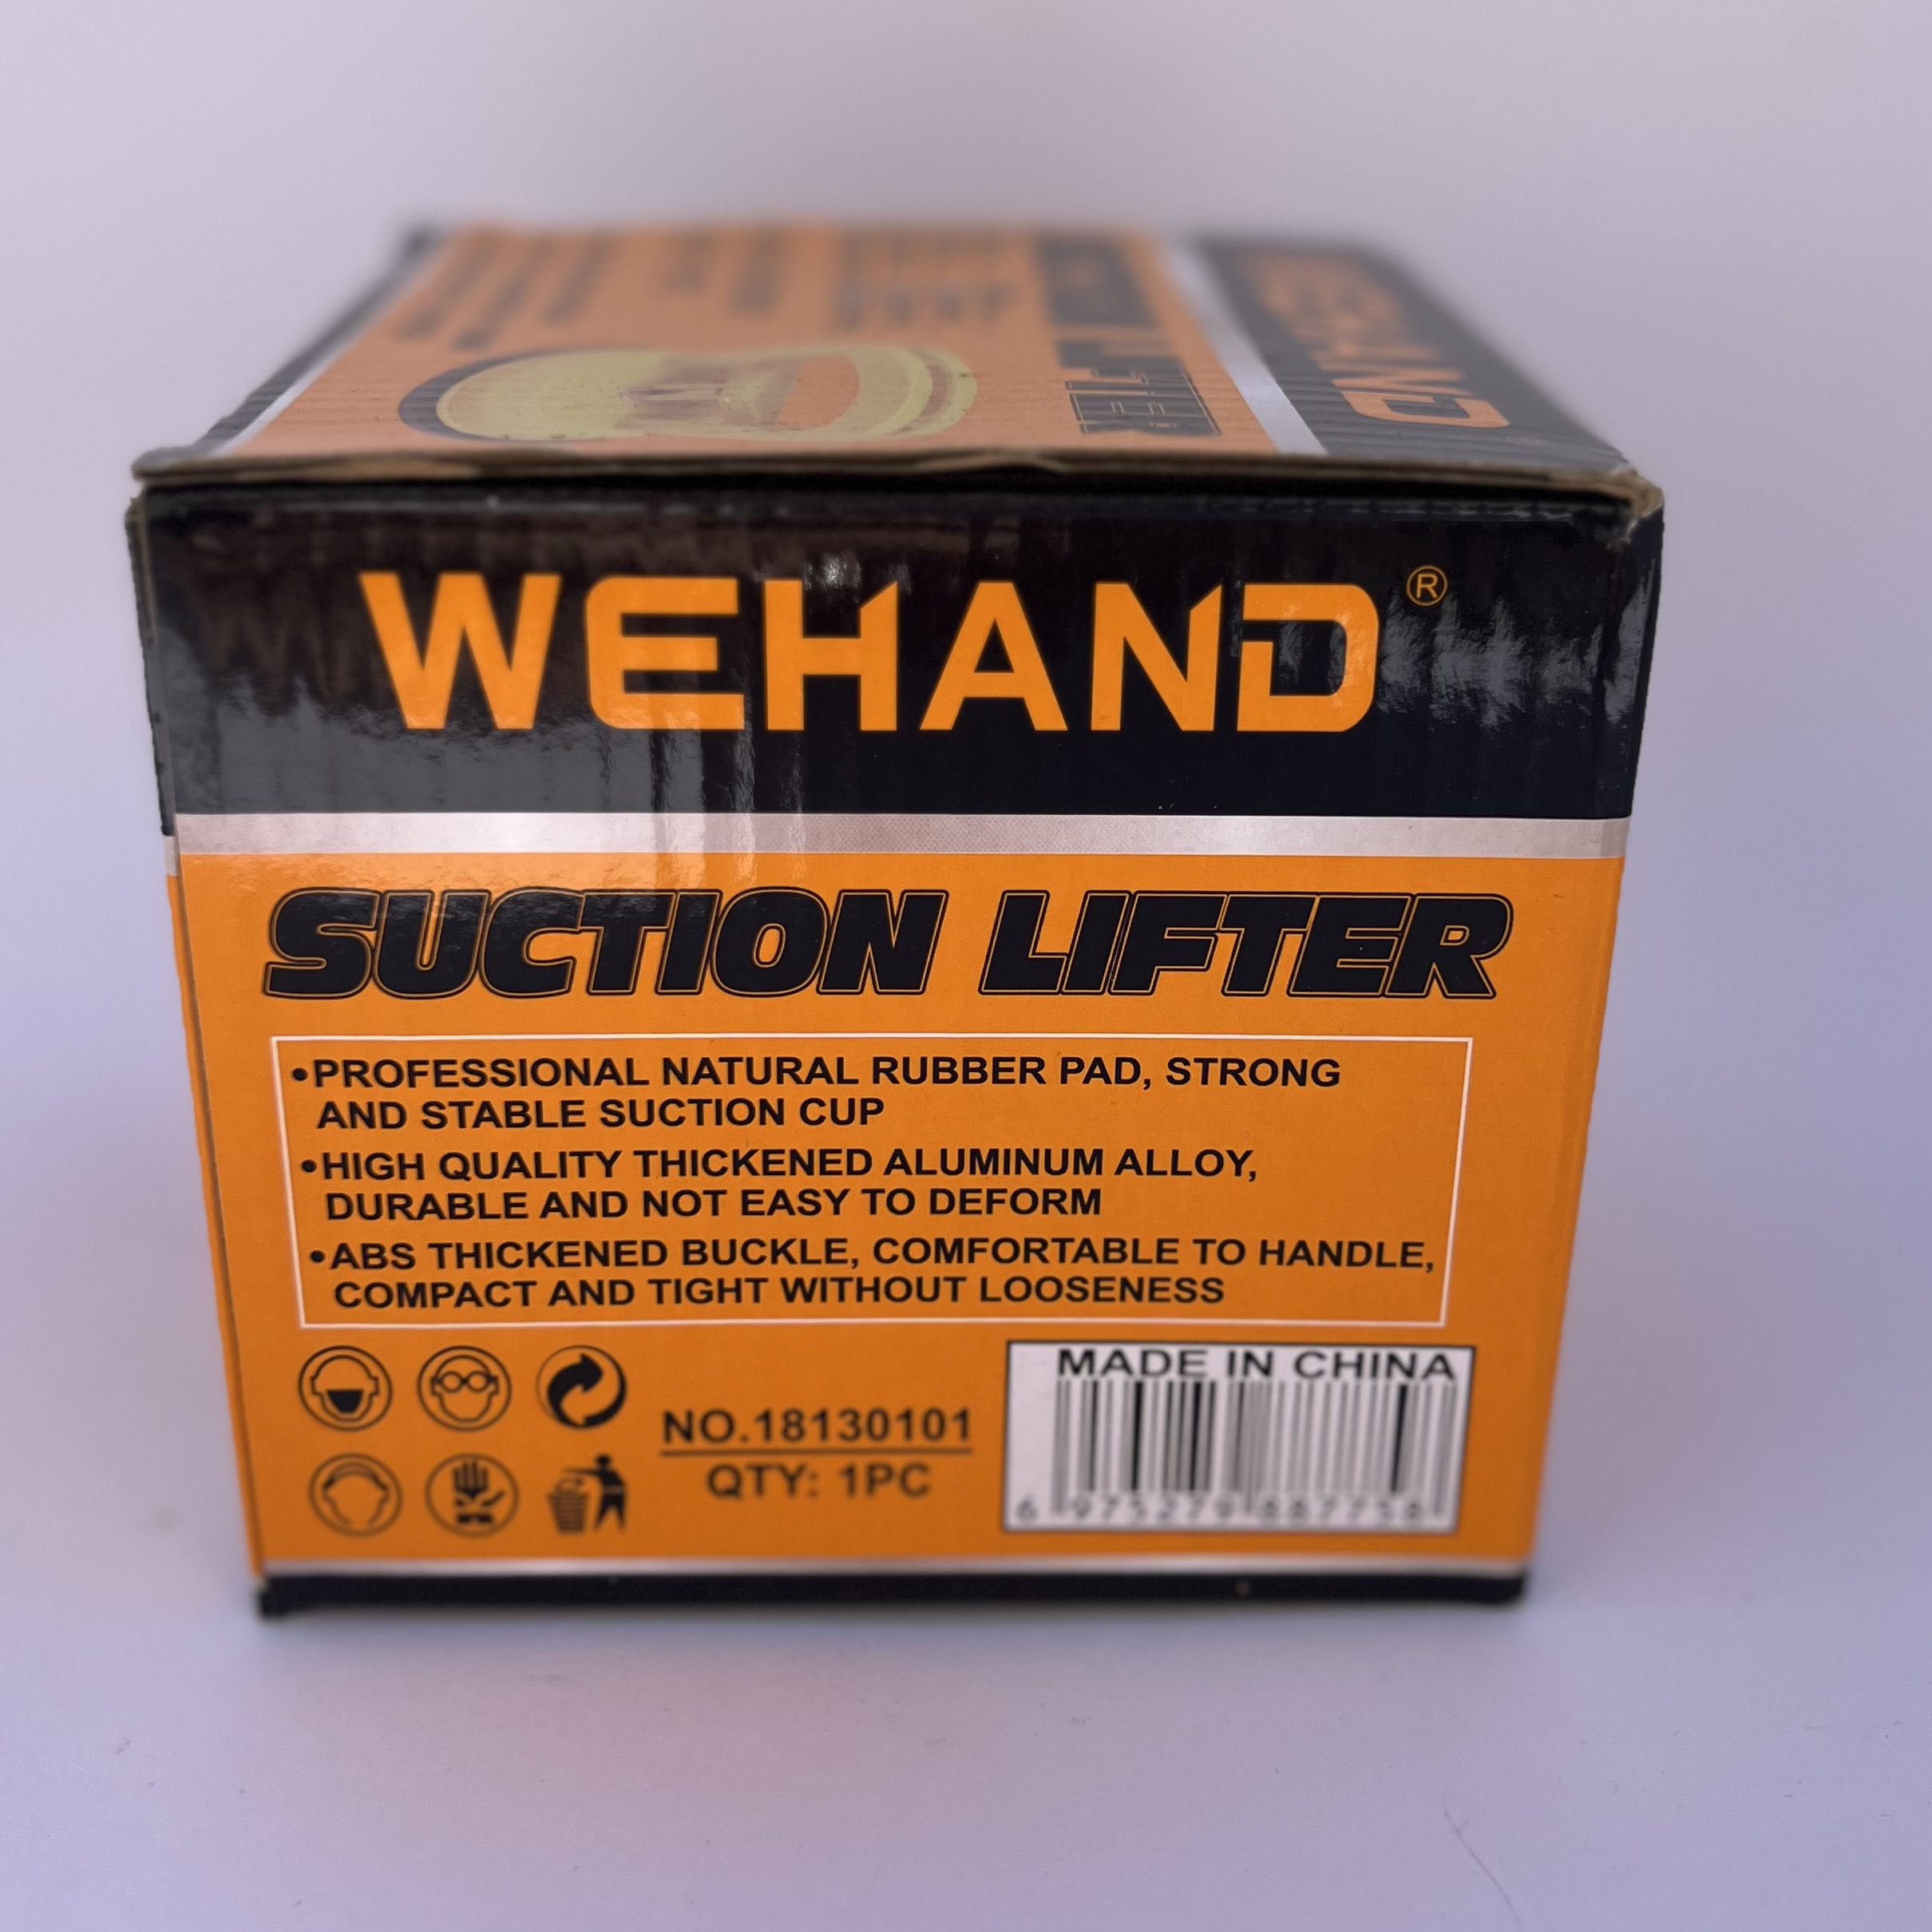 WEHAND®
SUCTION LIFTER
•PROFESSIONAL NATURAL RUBBER PAD, STRONG
AND STABLE SUCTION CUP
•HIGH QUALITY THICKENED ALUMINUM ALLOY,
DURABLE AND NOT EASY TO DEFORM
•ABS THICKENED BUCKLE, COMFORTABLE TO HANDLE,
COMPACT AND TIGHT WITHOUT LOOSENESS
NO.18130101
QTY: 1PC
MADE IN CHINA